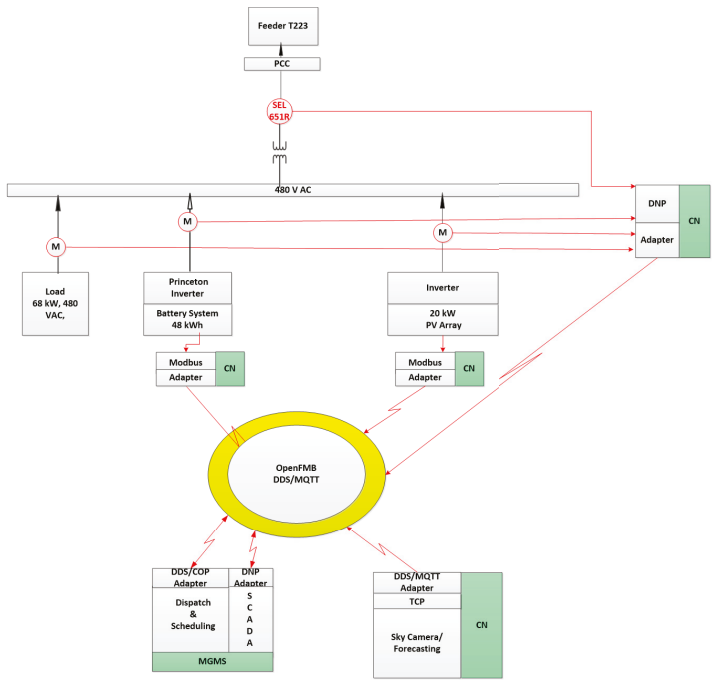 Feeder T223
PCC
SEL
651R
480 V AC
M
M
M
DNP
Adapter
CN
Load
68 kW, 480
VAC,
Princeton
Inverter
Battery System
48 kWh
Inverter
20 kW
PV Array
Modbus
Adapter
CN
Modbus
Adapter
CN
OpenFMB
DDS/MQTT
DDS/COP
Adapter
Dispatch
&
Scheduling
DNP
Adapter
S
C
A
D
A
MGMS
DDS/MQTT
Adapter
TCP
Sky Camera/
Forecasting
CN